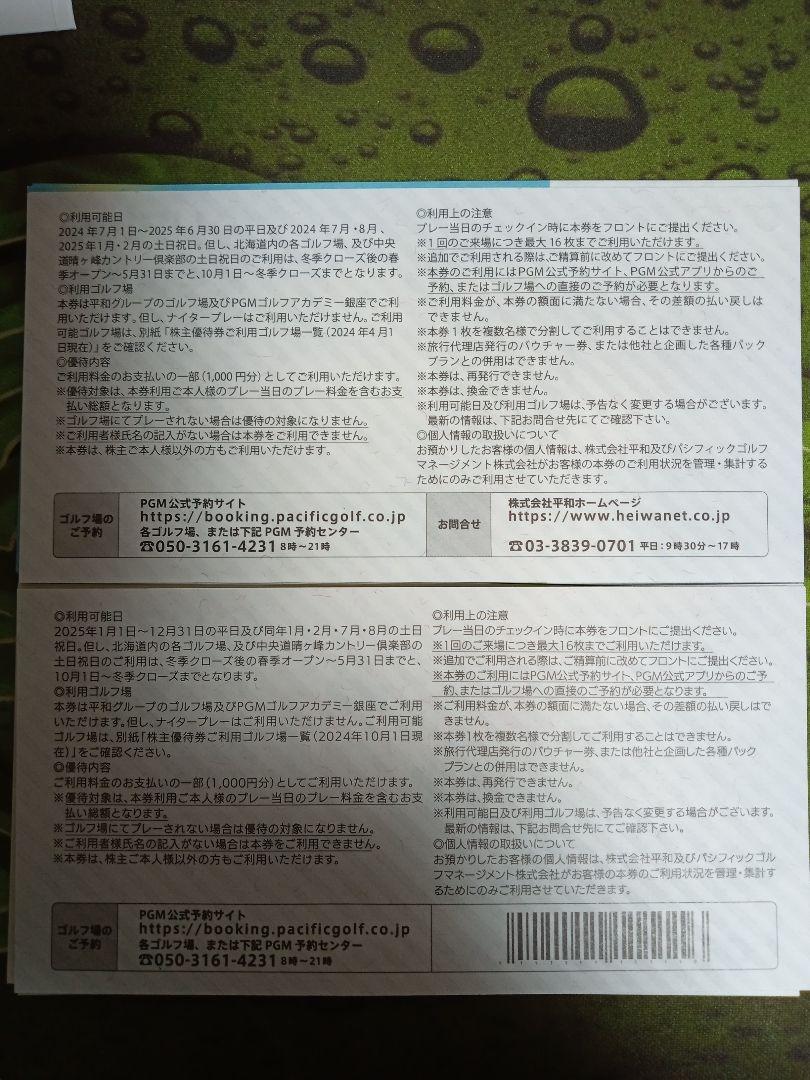 ◎利用可能日
2024年7月1日～2025年6月30日の平日及び2024年7月・8月、
2025年1月・2月の土日祝日。但し、北海道内の各ゴルフ場、及び中央
道晴ヶ峰カントリー倶楽部の土日祝日のご利用は、冬季クローズ後の春
季オープン～5月31日までと、10月1日～冬季クローズまでとなります。
◎利用ゴルフ場
本券は平和グループのゴルフ場及びPGMゴルフアカデミー銀座でご利
用いただけます。但し、ナイタープレーはご利用いただけません。ご利用
可能ゴルフ場は、別紙「株主優待券ご利用ゴルフ場一覧（2024年4月1
日現在）」をご確認ください。
◎優待内容
ご利用料金のお支払いの一部（1,000円分）としてご利用いただけます。
※優待対象は、本券利用ご本人様のプレー当日のプレー料金を含むお支
払い総額となります。
※ゴルフ場にてプレーされない場合は優待の対象になりません。
※ご利用者様氏名の記入がない場合は本券をご利用できません。
※本券は、株主ご本人様以外の方もご利用いただけます。
◎利用上の注意
プレー当日のチェックイン時に本券をフロントにご提出ください。
※1回のご来場につき最大16枚までご利用いただけます。
※追加でご利用される際は、ご精算前に改めてフロントにご提出ください。
※本券のご利用にはPGM公式予約サイト、PGM公式アプリからのご
予約、またはゴルフ場への直接のご予約が必要となります。
※ご利用料金が、本券の額面に満たない場合、その差額の払い戻しは
できません。
※本券1枚を複数名様で分割してご利用することはできません。
※旅行代理店発行のバウチャー券、または他社と企画した各種パック
プランとの併用はできません。
※本券は、再発行できません。
※本券は、換金できません。
※利用可能日及び利用ゴルフ場は、予告なく変更する場合がございます。
最新の情報は、下記お問合せ先にてご確認下さい。
◎個人情報の取扱いについて
お預かりしたお客様の個人情報は、株式会社平和及びパシフィックゴルフ
マネージメント株式会社がお客様の本券のご利用状況を管理・集計する
ためにのみご利用させていただきます。
ゴルフ場の
ご予約
PGM公式予約サイト
https://booking.pacificgolf.co.jp
各ゴルフ場、または下記PGM予約センター
☎050-3161-4231 8時～21時
お問合せ
株式会社平和ホームページ
https://www.heiwanet.co.jp
☎03-3839-0701 平日：9時30分～17時
◎利用可能日
2025年1月1日～12月31日の平日及び同年1月・2月・7月・8月の土日
祝日。但し、北海道内の各ゴルフ場、及び中央道晴ヶ峰カントリー倶楽部の
土日祝日のご利用は、冬季クローズ後の春季オープン～5月31日までと、
10月1日～冬季クローズまでとなります。
◎利用ゴルフ場
本券は平和グループのゴルフ場及びPGMゴルフアカデミー銀座でご利用
いただけます。但し、ナイタープレーはご利用いただけません。ご利用可能
ゴルフ場は、別紙「株主優待券ご利用ゴルフ場一覧（2024年10月1日現
在）」をご確認ください。
◎優待内容
ご利用料金のお支払いの一部（1,000円分）としてご利用いただけます。
※優待対象は、本券利用ご本人様のプレー当日のプレー料金を含むお支
払い総額となります。
※ゴルフ場にてプレーされない場合は優待の対象になりません。
※ご利用者様氏名の記入がない場合は本券をご利用できません。
※本券は、株主ご本人様以外の方もご利用いただけます。
◎利用上の注意
プレー当日のチェックイン時に本券をフロントにご提出ください。
※1回のご来場につき最大16枚までご利用いただけます。
※追加でご利用される際は、ご精算前に改めてフロントにご提出ください。
※本券のご利用にはPGM公式予約サイト、PGM公式アプリからのご予
約、またはゴルフ場への直接のご予約が必要となります。
※ご利用料金が、本券の額面に満たない場合、その差額の払い戻しはで
きません。
※本券1枚を複数名様で分割してご利用することはできません。
※旅行代理店発行のバウチャー券、または他社と企画した各種パック
プランとの併用はできません。
※本券は、再発行できません。
※本券は、換金できません。
※利用可能日及び利用ゴルフ場は、予告なく変更する場合がございます。
最新の情報は、下記お問合せ先にてご確認下さい。
◎個人情報の取扱いについて
お預かりしたお客様の個人情報は、株式会社平和及びパシフィックゴル
フマネージメント株式会社がお客様の本券のご利用状況を管理・集計す
るためにのみご利用させていただきます。
ゴルフ場の
ご予約
PGM公式予約サイト
https://booking.pacificgolf.co.jp
各ゴルフ場、または下記PGM予約センター
☎050-3161-4231 8時～21時